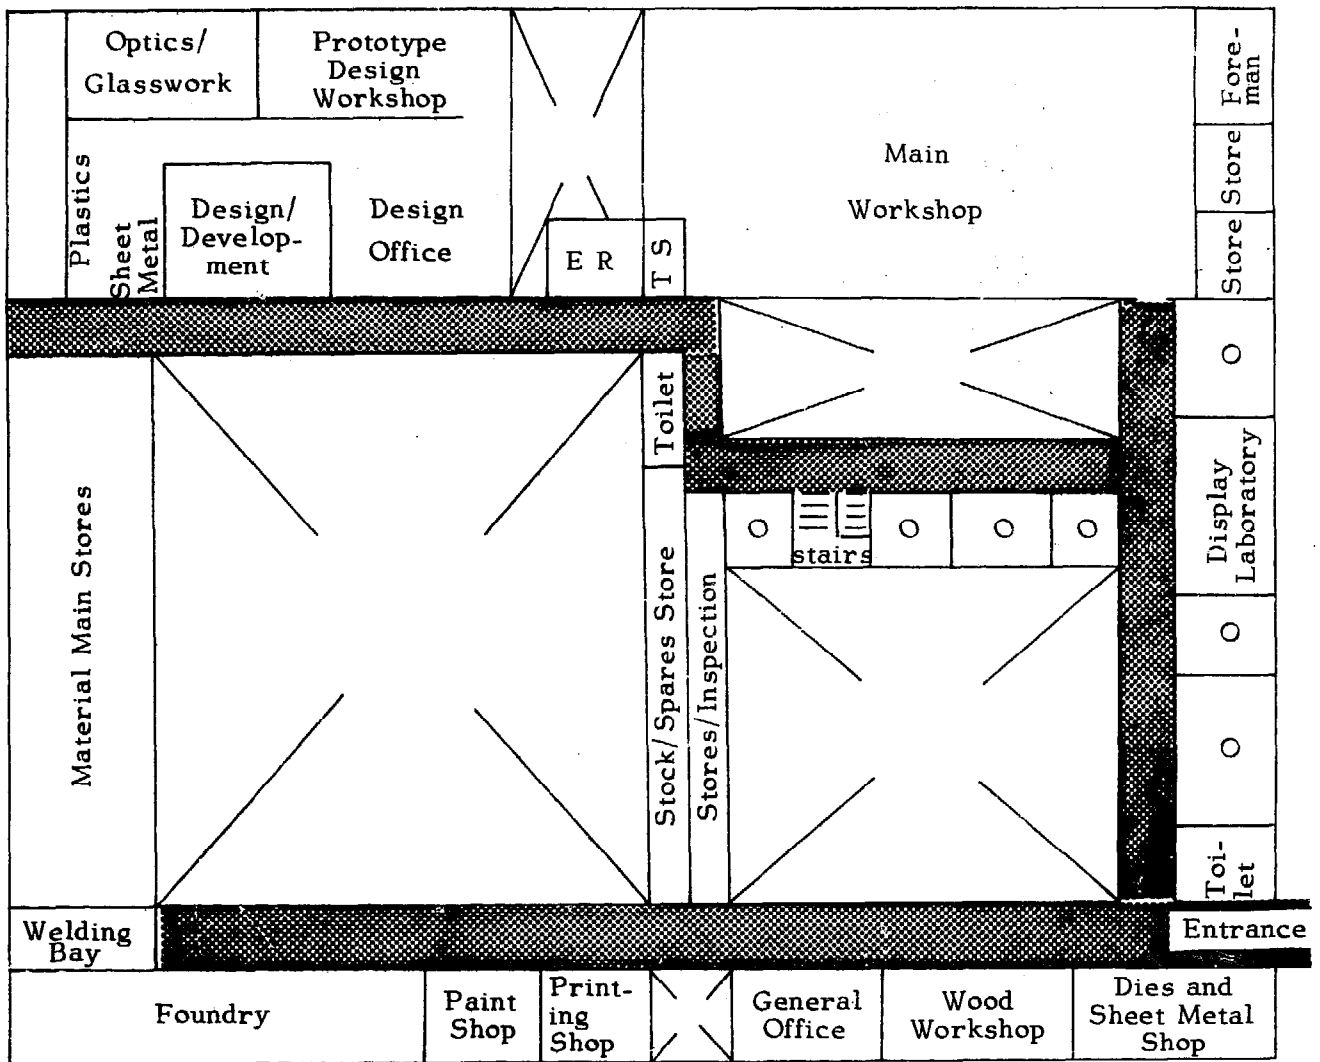 Optics/
Glasswork
Prototype
Design
Workshop
Fore-
man
Main
Workshop
Store
Store
Plastics
Sheet
Metal
Design/
Develop-
ment
Design
Office
E R
T S
O
Toilet
Display
Laboratory
Material Main Stores
Stock/Spares Store
Stores/Inspection
O
stairs
O
O
O
O
O
Toi-
let
Welding
Bay
Entrance
Foundry
Paint
Shop
Print-
ing
Shop
General
Office
Wood
Workshop
Dies and
Sheet Metal
Shop